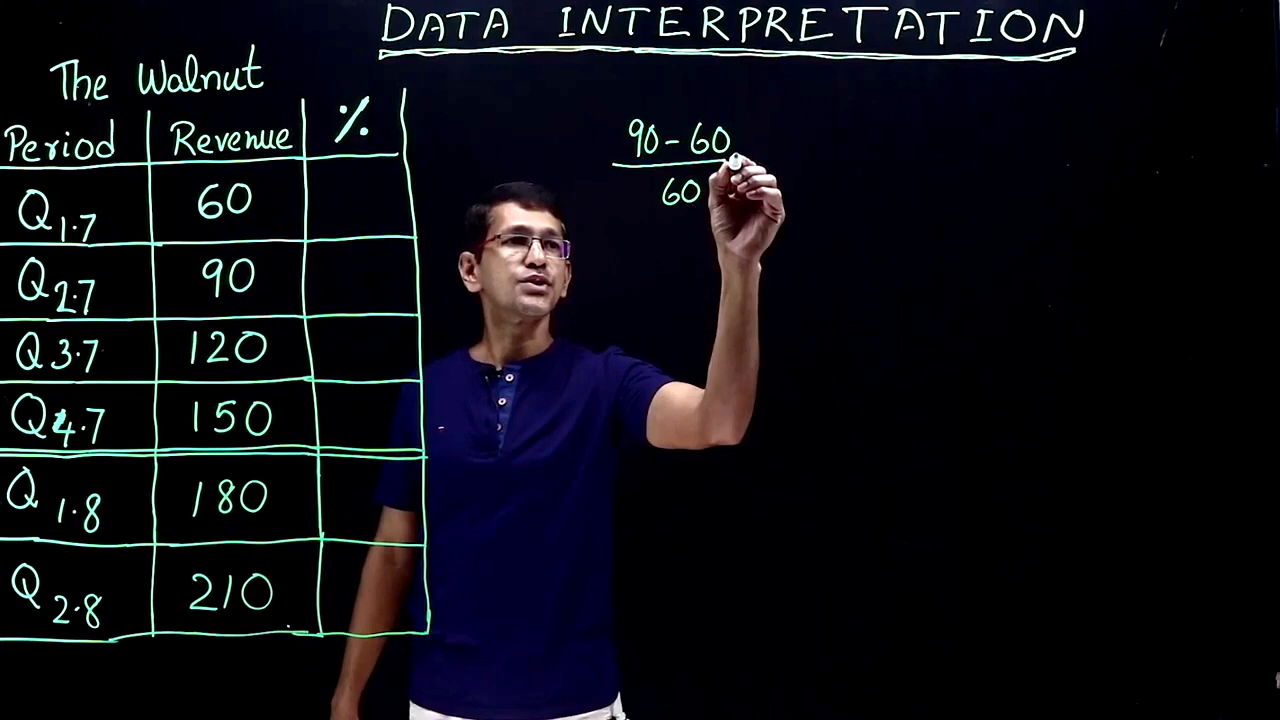 DATA INTERPRETATION
The Walnut
Period Revenue %
Q1.7 60
Q2.7 90
Q3.7 120
Q4.7 150
Q1.8 180
Q2.8 210
90-60
60